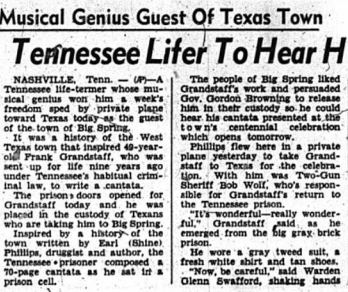 Musical Genius Guest Of Texas Town
Tennessee Lifer To Hear H
NASHVILLE, Tenn. — (AP)—A
Tennessee life-termer whose mu-
sical genius won him a week's
freedom sped by private plane
toward Texas today as the guest
of the town of Big Spring.
It was a history of the West
Texas town that inspired 49-year-
old Frank Grandstaff, who was
sent up for life nine years ago
under Tennessee's habitual crimi-
nal law, to write a cantata.
The prison doors opened for
Grandstaff today and he was
placed in the custody of Texans
who are taking him to Big Spring.
Inspired by a history of the
town written by Earl (Shine)
Phillips, druggist and author, the
Tennessee prisoner composed a
70-page cantata as he sat in a
prison cell.
The people of Big Spring liked
Grandstaff's work and persuaded
Gov. Gordon Browning to release
him in their custody so he could
hear his cantata presented at the
town's centennial celebration
which opens tomorrow.
Phillips flew here in a private
plane yesterday to take Grand-
staff to Texas for the celebra-
tion. With him was Two-Gun
Sheriff Bob Wolf, who's respon-
sible for Grandstaff's return to
the Tennessee prison.
"It's wonderful—really wonder-
ful," Grandstaff said as he
emerged from the big gray brick
prison.
He wore a gray tweed suit, a
fresh white shirt and tan shoes.
"Now, be careful," said Warden
Glenn Swafford, shaking hands